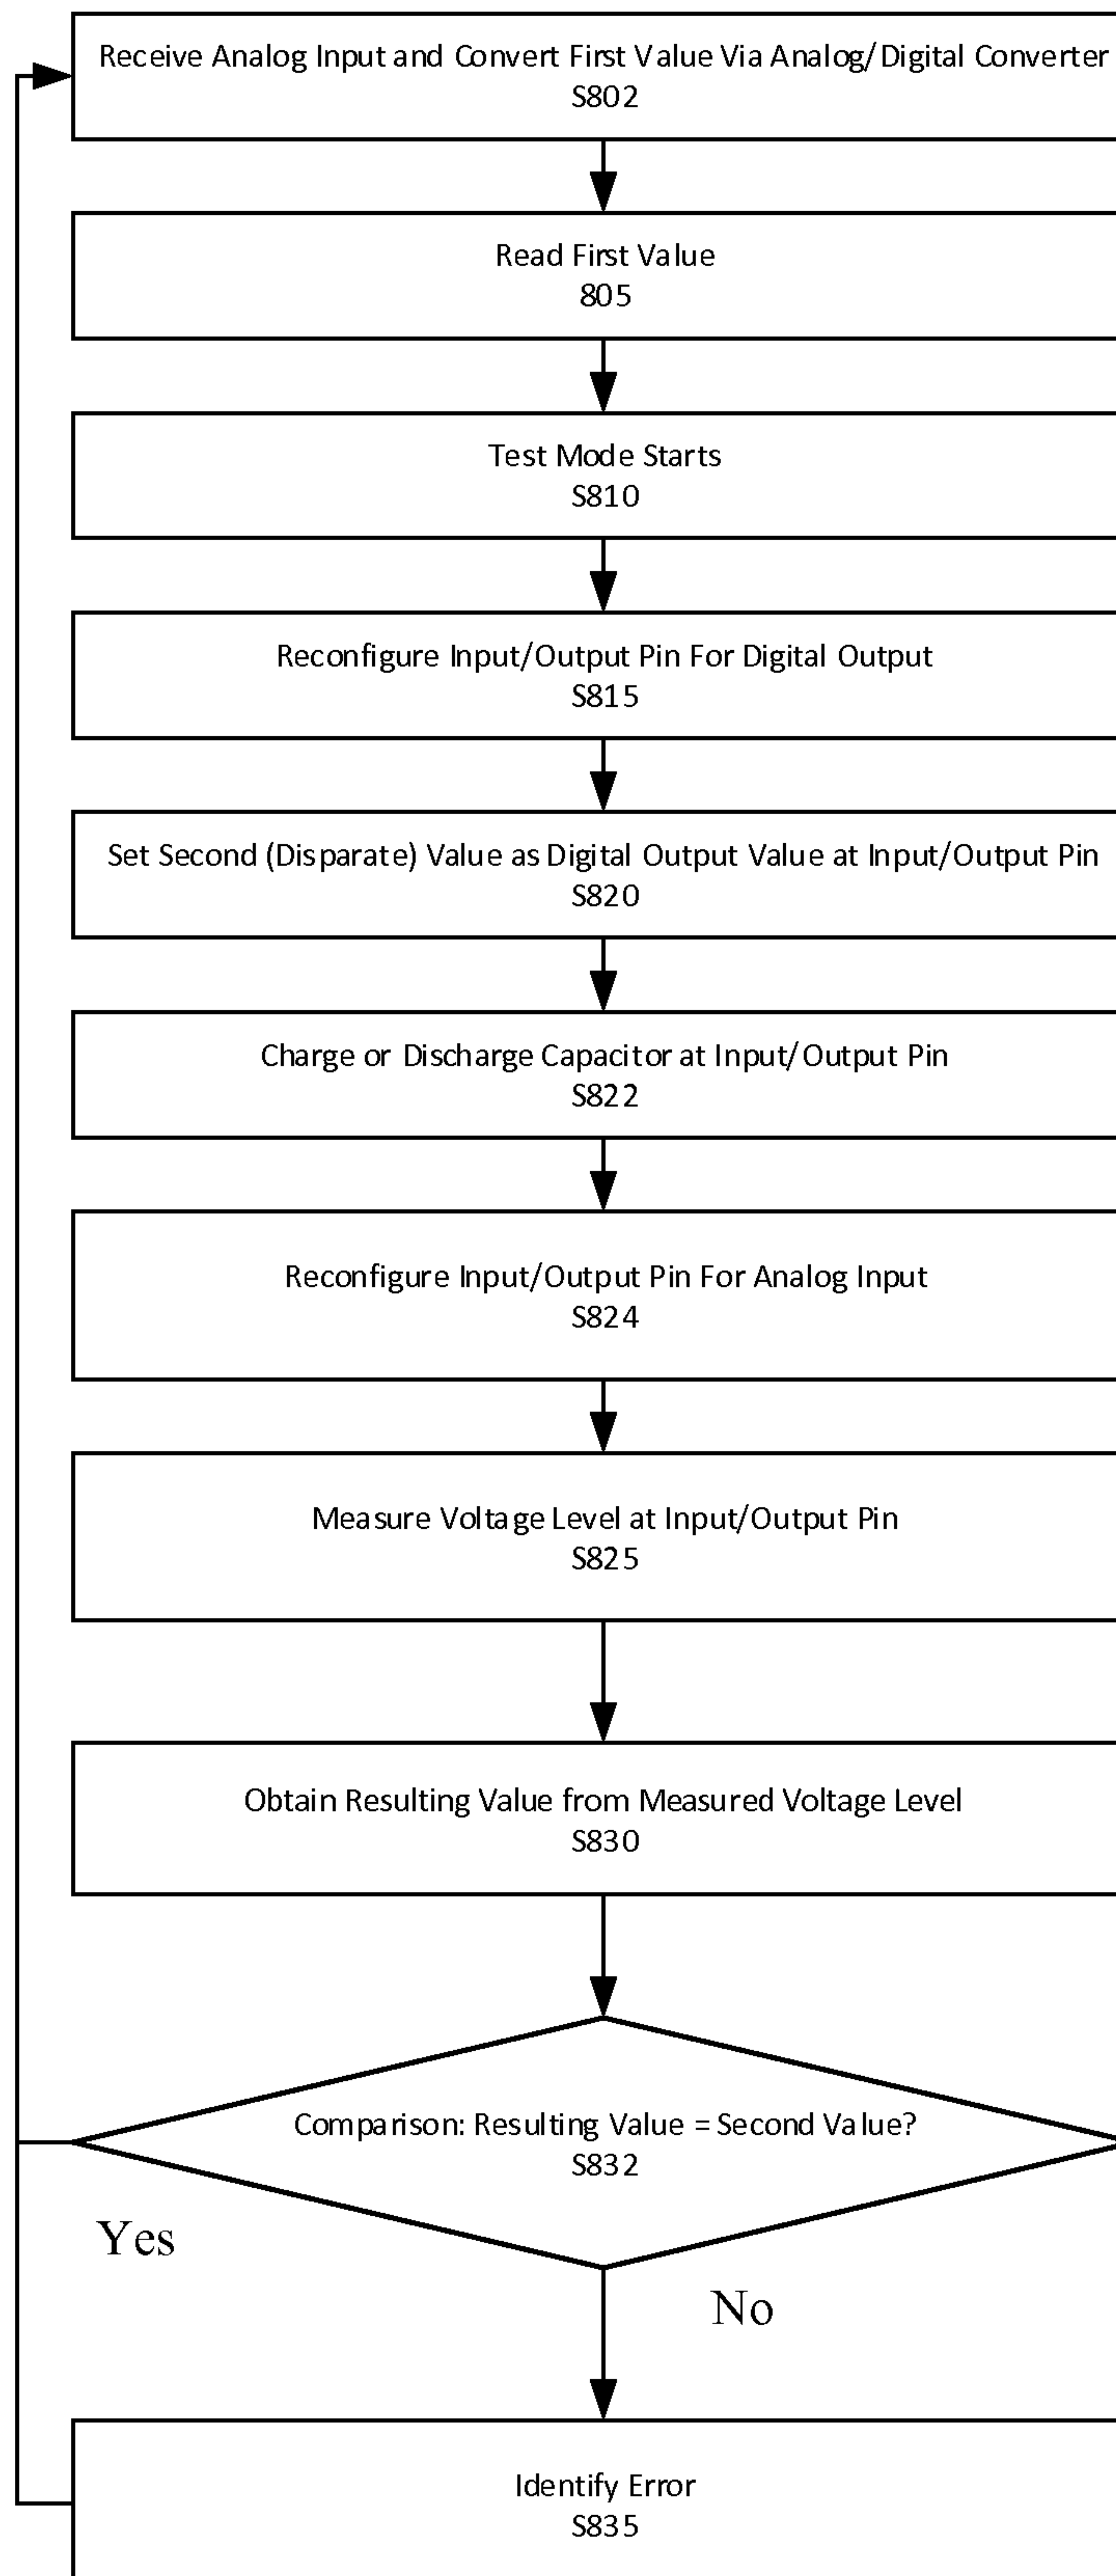 Receive Analog Input and Convert First Value Via Analog/Digital Converter
S802
Read First Value
805
Test Mode Starts
S810
Reconfigure Input/Output Pin For Digital Output
S815
Set Second (Disparate) Value as Digital Output Value at Input/Output Pin
S820
Charge or Discharge Capacitor at Input/Output Pin
S822
Reconfigure Input/Output Pin For Analog Input
S824
Measure Voltage Level at Input/Output Pin
S825
Obtain Resulting Value from Measured Voltage Level
S830
Comparison: Resulting Value = Second Value?
S832
Yes
No
Identify Error
S835